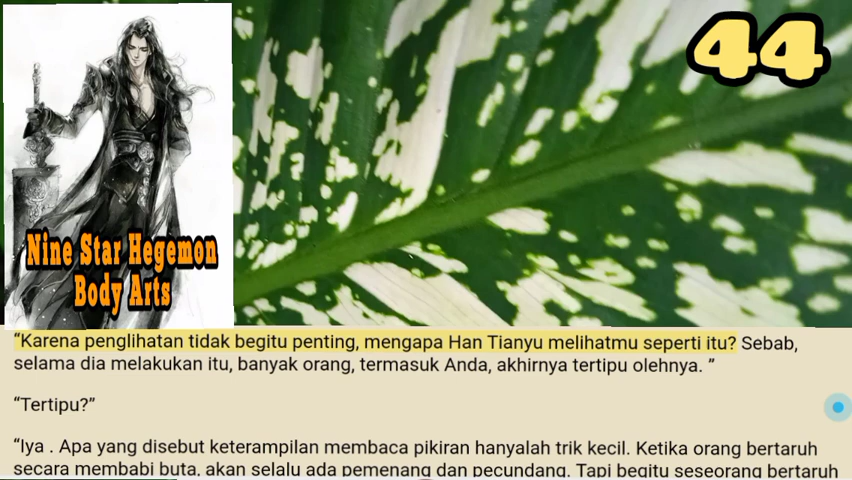 44
Nine Star Hegemon
Body Arts
“Karena penglihatan tidak begitu penting, mengapa Han Tianyu melihatmu seperti itu? Sebab,
selama dia melakukan itu, banyak orang, termasuk Anda, akhirnya tertipu olehnya. ”
“Tertipu?”
“Iya . Apa yang disebut keterampilan membaca pikiran hanyalah trik kecil. Ketika orang bertaruh
secara membabi buta, akan selalu ada pemenang dan pecundang. Tapi begitu seseorang bertaruh